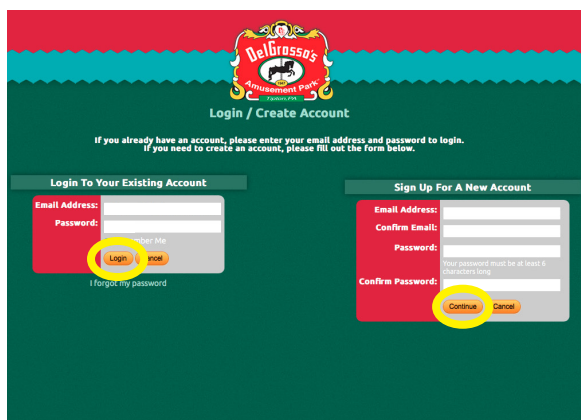 DelGrosso's
Amusement Park
Tipton, PA
Login / Create Account
If you already have an account, please enter your email address and password to login.
If you need to create an account, please fill out the form below.
Login To Your Existing Account
Email Address:
Password:
Me
Login
I forgot my password
Sign Up For A New Account
Email Address:
Confirm Email:
Password:
Your password must be at least 6
characters long
Confirm Password:
Continue Cancel